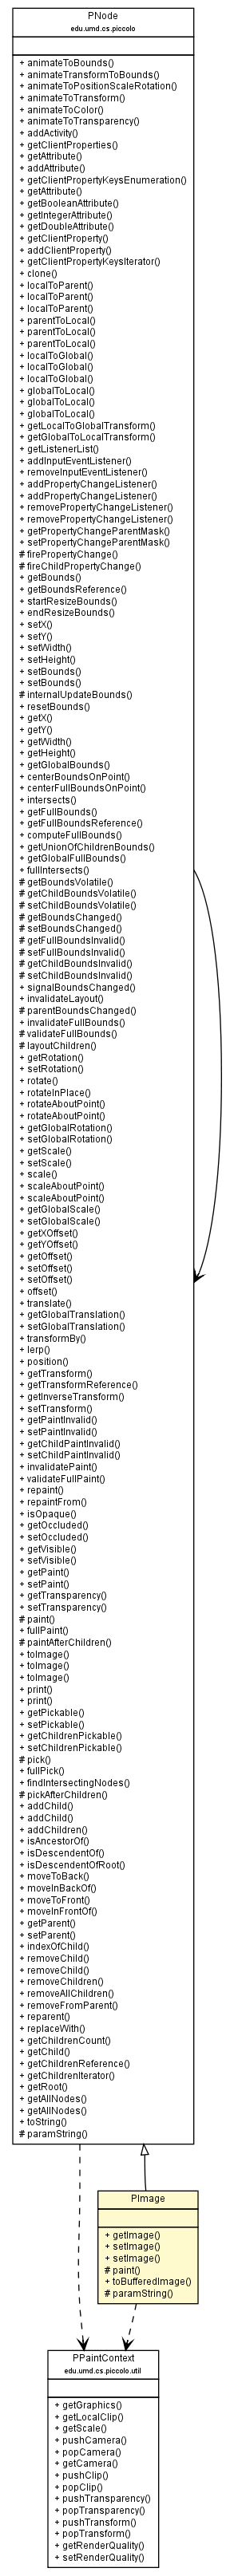 PNode
edu.umd.cs.piccolo
+ animateToBounds()
+ animateTransformToBounds()
+ animateToPositionScaleRotation()
+ animateToTransform()
+ animateToColor()
+ animateToTransparency()
+ addActivity()
+ getClientProperties()
+ getAttribute()
+ addAttribute()
+ getClientPropertyKeysEnumeration()
+ getAttribute()
+ getBooleanAttribute()
+ getIntegerAttribute()
+ getDoubleAttribute()
+ getClientProperty()
+ addClientProperty()
+ getClientPropertyKeysIterator()
+ clone()
+ localToParent()
+ localToParent()
+ localToParent()
+ parentToLocal()
+ parentToLocal()
+ parentToLocal()
+ localToGlobal()
+ localToGlobal()
+ localToGlobal()
+ globalToLocal()
+ globalToLocal()
+ globalToLocal()
+ getLocalToGlobalTransform()
+ getGlobalToLocalTransform()
+ getListenerList()
+ addInputEventListener()
+ removeInputEventListener()
+ addPropertyChangeListener()
+ addPropertyChangeListener()
+ removePropertyChangeListener()
+ removePropertyChangeListener()
+ getPropertyChangeParentMask()
+ setPropertyChangeParentMask()
# firePropertyChange()
# fireChildPropertyChange()
+ getBounds()
+ getBoundsReference()
+ startResizeBounds()
+ endResizeBounds()
+ setX()
+ setY()
+ setWidth()
+ setHeight()
+ setBounds()
+ setBounds()
# internalUpdateBounds()
+ resetBounds()
+ getX()
+ getY()
+ getWidth()
+ getHeight()
+ getGlobalBounds()
+ centerBoundsOnPoint()
+ centerFullBoundsOnPoint()
+ intersects()
+ getFullBounds()
+ getFullBoundsReference()
+ computeFullBounds()
+ getUnionOfChildrenBounds()
+ getGlobalFullBounds()
+ fullIntersects()
# getBoundsVolatile()
# getChildBoundsVolatile()
# setChildBoundsVolatile()
# getBoundsChanged()
# setBoundsChanged()
# getFullBoundsInvalid()
# setFullBoundsInvalid()
# getChildBoundsInvalid()
# setChildBoundsInvalid()
+ signalBoundsChanged()
+ invalidateLayout()
# parentBoundsChanged()
+ invalidateFullBounds()
# validateFullBounds()
# layoutChildren()
+ getRotation()
+ setRotation()
+ rotate()
+ rotateInPlace()
+ rotateAboutPoint()
+ rotateAboutPoint()
+ getGlobalRotation()
+ setGlobalRotation()
+ getScale()
+ setScale()
+ scale()
+ scaleAboutPoint()
+ scaleAboutPoint()
+ getGlobalScale()
+ setGlobalScale()
+ getXOffset()
+ getYOffset()
+ getOffset()
+ setOffset()
+ setOffset()
+ offset()
+ translate()
+ getGlobalTranslation()
+ setGlobalTranslation()
+ transformBy()
+ lerp()
+ position()
+ getTransform()
+ getTransformReference()
+ getInverseTransform()
+ setTransform()
+ getPaintInvalid()
+ setPaintInvalid()
+ getChildPaintInvalid()
+ setChildPaintInvalid()
+ invalidatePaint()
+ validateFullPaint()
+ repaint()
+ repaintFrom()
+ isOpaque()
+ getOccluded()
+ setOccluded()
+ getVisible()
+ setVisible()
+ getPaint()
+ setPaint()
+ getTransparency()
+ setTransparency()
# paint()
+ fullPaint()
# paintAfterChildren()
+ toImage()
+ toImage()
+ toImage()
+ print()
+ print()
+ getPickable()
+ setPickable()
+ getChildrenPickable()
+ setChildrenPickable()
# pick()
+ fullPick()
+ findIntersectingNodes()
# pickAfterChildren()
+ addChild()
+ addChild()
+ addChildren()
+ isAncestorOf()
+ isDescendentOf()
+ isDescendentOfRoot()
+ moveToBack()
+ moveInBackOf()
+ moveToFront()
+ moveInFrontOf()
+ getParent()
+ setParent()
+ indexOfChild()
+ removeChild()
+ removeChild()
+ removeChildren()
+ removeAllChildren()
+ removeFromParent()
+ reparent()
+ replaceWith()
+ getChildrenCount()
+ getChild()
+ getChildrenReference()
+ getChildrenIterator()
+ getRoot()
+ getAllNodes()
+ getAllNodes()
+ toString()
# paramString()
PImage
+ getImage()
+ setImage()
+ setImage()
# paint()
+ toBufferedImage()
# paramString()
PPaintContext
edu.umd.cs.piccolo.util
+ getGraphics()
+ getLocalClip()
+ getScale()
+ pushCamera()
+ popCamera()
+ getCamera()
+ pushClip()
+ popClip()
+ pushTransparency()
+ popTransparency()
+ pushTransform()
+ popTransform()
+ getRenderQuality()
+ setRenderQuality()